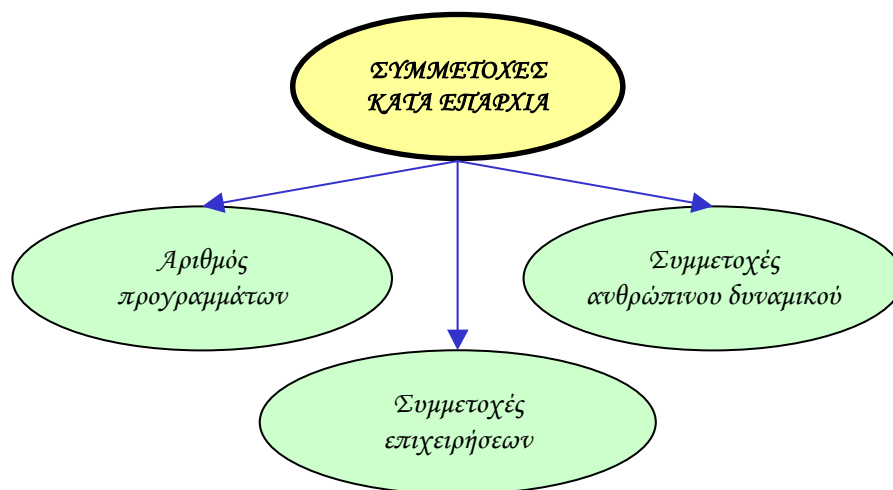 ΣΥΜΜΕΤΟΧΕΣ
ΚΑΤΑ ΕΠΑΡΧΙΑ
Αριθμός
προγραμμάτων
Συμμετοχές
ανθρώπινου δυναμικού
Συμμετοχές
επιχειρήσεων